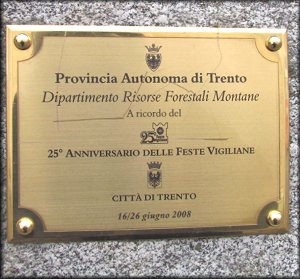 Provincia Autonoma di Trento
Dipartimento Risorse Forestali Montane
A ricordo del
25
25° ANNIVERSARIO DELLE FESTE VIGILIANE
CITTÀ DI TRENTO
16/26 giugno 2008